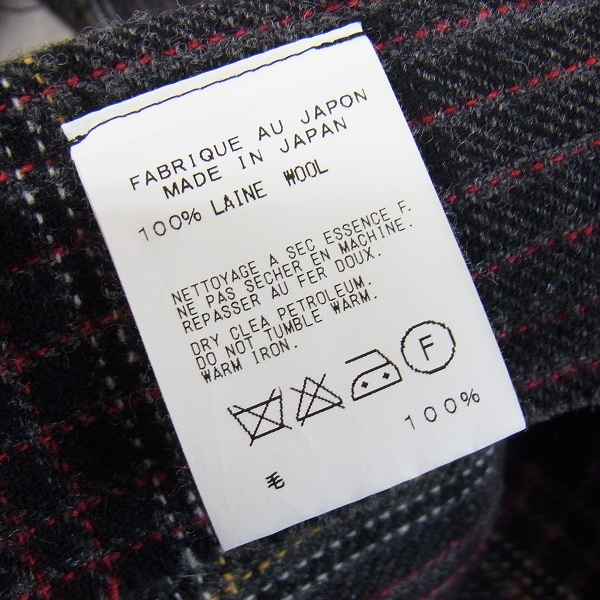 FABRIQUE AU JAPON
MADE IN JAPAN
100% LAINE WOOL
NETTOYAGE A SEC ESSENCE F.
NE PAS SECHER EN MACHINE.
REPASSER AU FER DOUX.
DRY CLEA PETROLEUM.
DO NOT TUMBLE WARM.
WARM IRON.
F
毛 100%